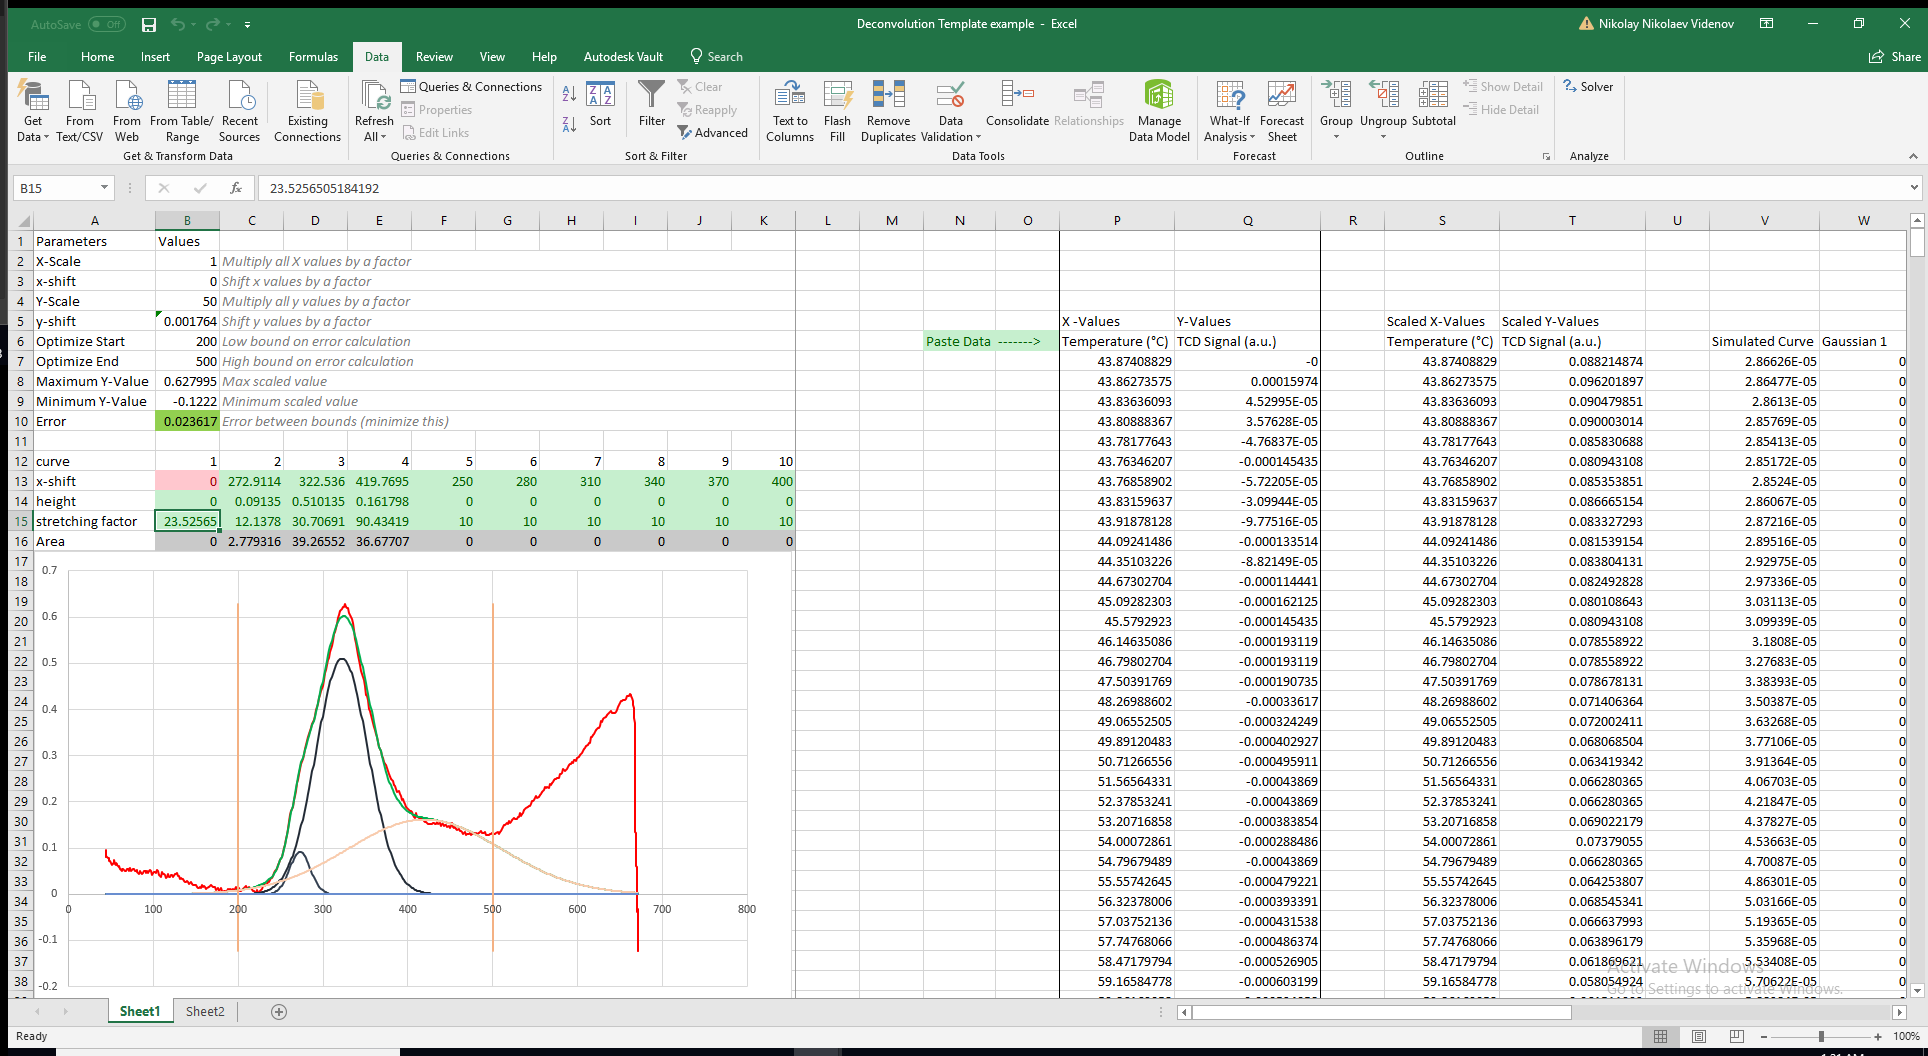 AutoSave Off
Deconvolution Template example - Excel
Nikolay Nikolaev Videnov
File Home Insert Page Layout Formulas Data Review View Help Autodesk Vault Search Share
Get Data From Text/CSV From Web From Table/ Range Recent Sources Existing Connections
Refresh All Queries & Connections Properties Edit Links
Sort Filter Clear Reapply Advanced
Text to Columns Flash Fill Remove Duplicates Data Validation Consolidate Relationships Manage Data Model
What-If Analysis Forecast Sheet Group Ungroup Subtotal Show Detail Hide Detail Solver
Get & Transform Data Queries & Connections Sort & Filter Data Tools Forecast Outline Analyze
B15 fx 23.5256505184192
A B C D E F G H I J K L M N O P Q R S T U V W
1 Parameters Values
2 X-Scale 1 Multiply all X values by a factor
3 x-shift 0 Shift x values by a factor
4 Y-Scale 50 Multiply all y values by a factor
5 y-shift 0.001764 Shift y values by a factor X -Values Y-Values Scaled X-Values Scaled Y-Values
6 Optimize Start 200 Low bound on error calculation Paste Data -------> Temperature (°C) TCD Signal (a.u.) Temperature (°C) TCD Signal (a.u.) Simulated Curve Gaussian 1
7 Optimize End 500 High bound on error calculation 43.87408829 -0 43.87408829 0.088214874 2.86626E-05 0
8 Maximum Y-Value 0.627995 Max scaled value 43.86273575 0.00015974 43.86273575 0.096201897 2.86477E-05 0
9 Minimum Y-Value -0.1222 Minimum scaled value 43.83636093 4.52995E-05 43.83636093 0.090479851 2.8613E-05 0
10 Error 0.023617 Error between bounds (minimize this) 43.80888367 3.57628E-05 43.80888367 0.090003014 2.85769E-05 0
11 43.78177643 -4.76837E-05 43.78177643 0.085830688 2.85413E-05 0
12 curve 1 2 3 4 5 6 7 8 9 10 43.76346207 -0.000145435 43.76346207 0.080943108 2.85172E-05 0
13 x-shift 0 272.9114 322.536 419.7695 250 280 310 340 370 400 43.76858902 -5.72205E-05 43.76858902 0.085353851 2.8524E-05 0
14 height 0 0.09135 0.510135 0.161798 0 0 0 0 0 0 43.83159637 -3.09944E-05 43.83159637 0.086665154 2.86067E-05 0
15 stretching factor 23.52565 12.1378 30.70691 90.43419 10 10 10 10 10 10 43.91878128 -9.77516E-05 43.91878128 0.083327293 2.87216E-05 0
16 Area 0 2.779316 39.26552 36.67707 0 0 0 0 0 0 44.09241486 -0.000133514 44.09241486 0.081539154 2.89516E-05 0
17 44.35103226 -8.82149E-05 44.35103226 0.083804131 2.92975E-05 0
18 44.67302704 -0.000114441 44.67302704 0.082492828 2.97336E-05 0
19 45.09282303 -0.000162125 45.09282303 0.080108643 3.03113E-05 0
20 45.5792923 -0.000145435 45.5792923 0.080943108 3.09939E-05 0
21 46.14635086 -0.000193119 46.14635086 0.078558922 3.1808E-05 0
22 46.79802704 -0.000193119 46.79802704 0.078558922 3.27683E-05 0
23 47.50391769 -0.000190735 47.50391769 0.078678131 3.38393E-05 0
24 48.26988602 -0.00033617 48.26988602 0.071406364 3.50387E-05 0
25 49.06552505 -0.000324249 49.06552505 0.072002411 3.63268E-05 0
26 49.89120483 -0.000402927 49.89120483 0.068068504 3.77106E-05 0
27 50.71266556 -0.000495911 50.71266556 0.063419342 3.91364E-05 0
28 51.56564331 -0.00043869 51.56564331 0.066280365 4.06703E-05 0
29 52.37853241 -0.00043869 52.37853241 0.066280365 4.21847E-05 0
30 53.20716858 -0.000383854 53.20716858 0.069022179 4.37827E-05 0
31 54.00072861 -0.000288486 54.00072861 0.07379055 4.53663E-05 0
32 54.79679489 -0.00043869 54.79679489 0.066280365 4.70087E-05 0
33 55.55742645 -0.000479221 55.55742645 0.064253807 4.86301E-05 0
34 56.32378006 -0.000393391 56.32378006 0.068545341 5.03166E-05 0
35 57.03752136 -0.000431538 57.03752136 0.066637993 5.19365E-05 0
36 57.74768066 -0.000486374 57.74768066 0.063896179 5.35968E-05 0
37 58.47179794 -0.000526905 58.47179794 0.061869621 5.53408E-05 0
38 59.16584778 -0.000603199 59.16584778 0.058054924 5.70622E-05 0
0.7
0.6
0.5
0.4
0.3
0.2
0.1
0
-0.1
-0.2
0 100 200 300 400 500 600 700 800
Activate Windows
Go to Settings to activate Windows.
Sheet1 Sheet2
Ready 100%